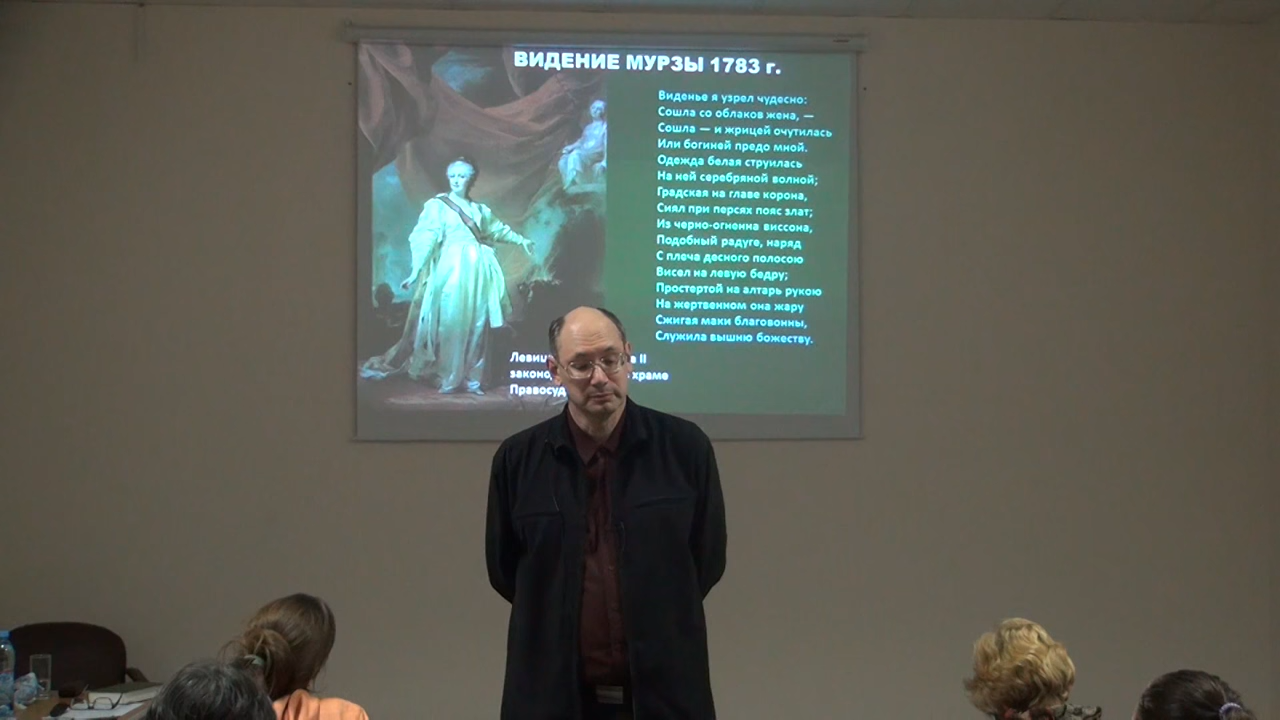 ВИДЕНИЕ МУРЗЫ 1783 г.
Виденье я узрел чудесно:
Сошла со облаков жена, —
Сошла — и жрицей очутилась
Или богиней предо мной.
Одежда белая струилась
На ней серебряной волной;
Градская на главе корона,
Сиял при персях пояс злат;
Из черно-огненна виссона,
Подобный радуге, наряд
С плеча десного полосою
Висел на левую бедру;
Простертой на алтарь рукою
На жертвенном она жару
Сжигая маки благовонны,
Служила вышню божеству.
II
храме